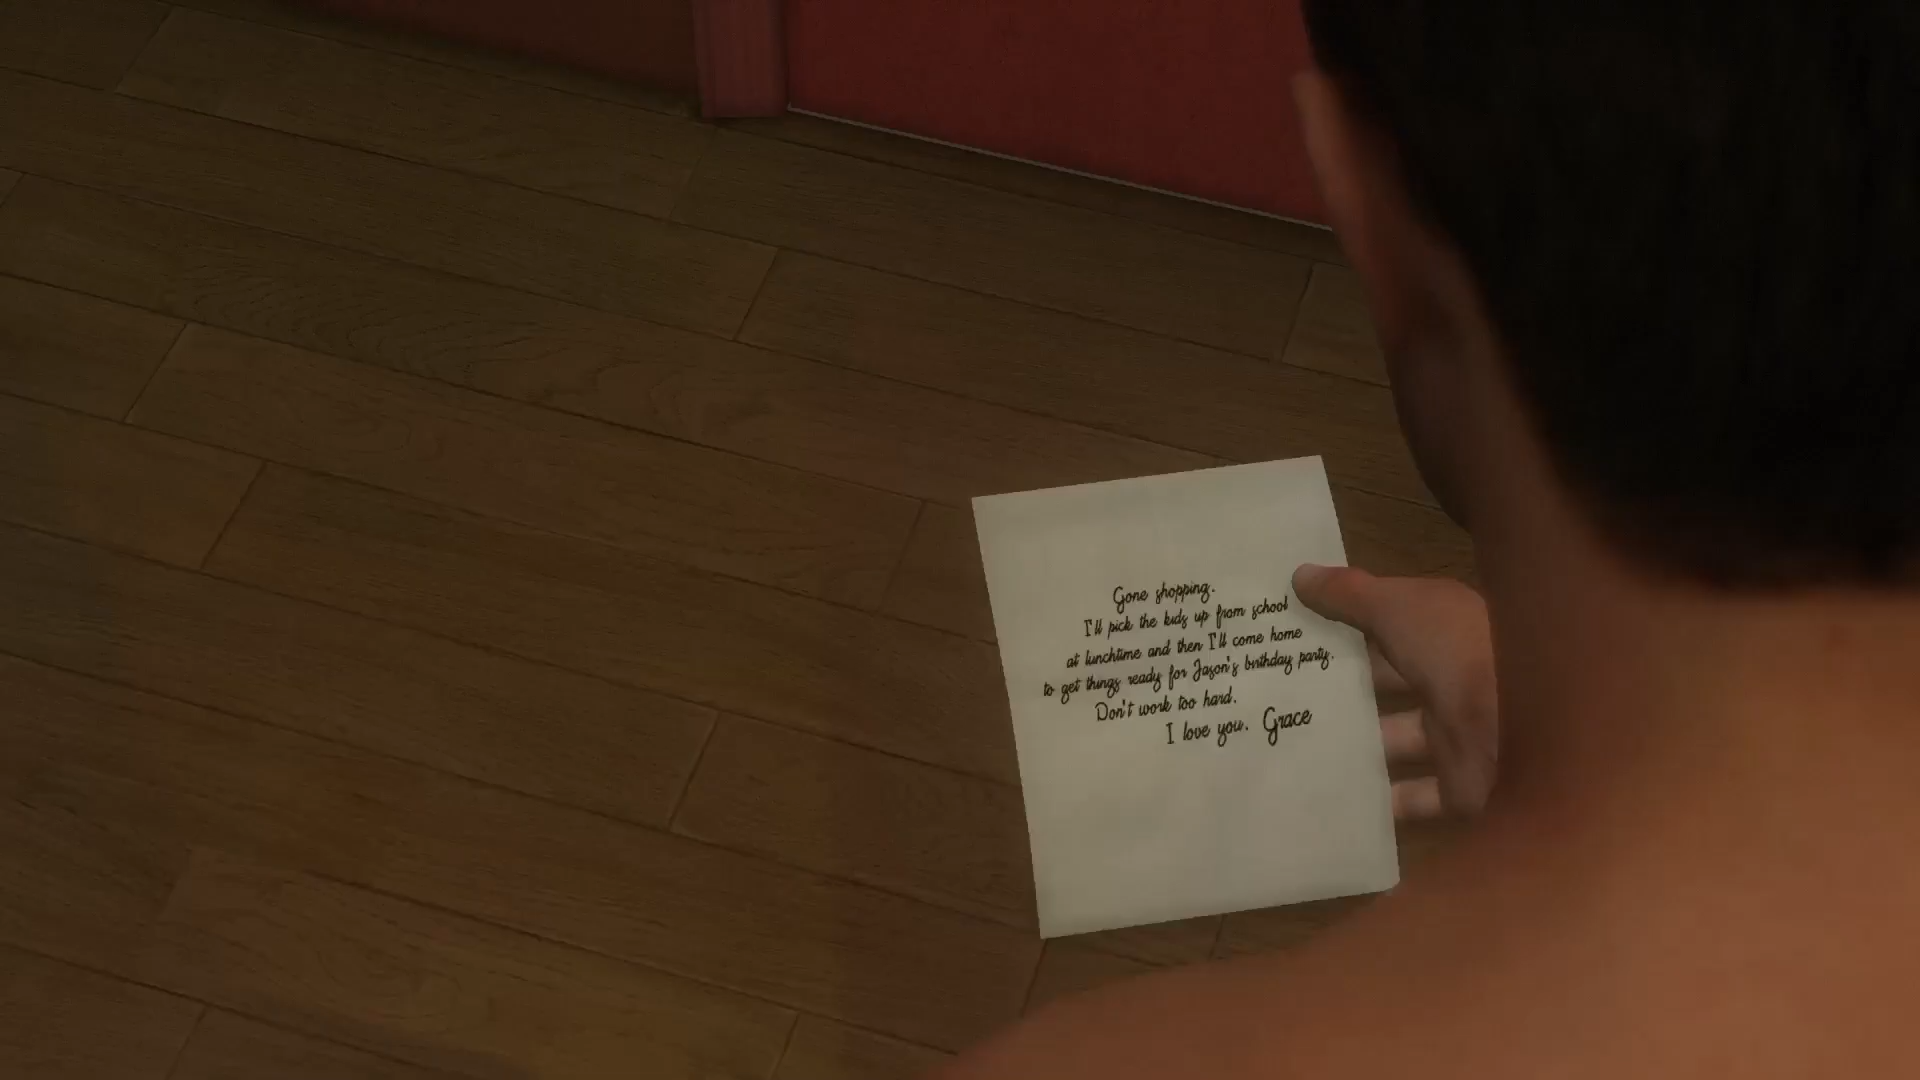 Gone shopping.
I'll pick the kids up from school
at lunchtime and then I'll come home
to get things ready for Jason's birthday party.
Don't work too hard.
I love you. Grace